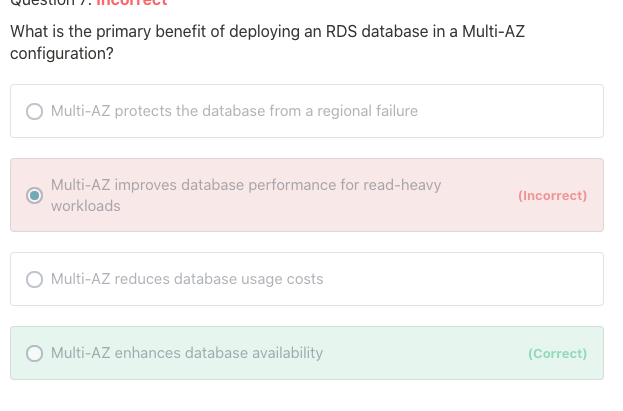 Question 7: Incorrect
What is the primary benefit of deploying an RDS database in a Multi-AZ
configuration?
Multi-AZ protects the database from a regional failure
Multi-AZ improves database performance for read-heavy
workloads
(Incorrect)
Multi-AZ reduces database usage costs
Multi-AZ enhances database availability
(Correct)